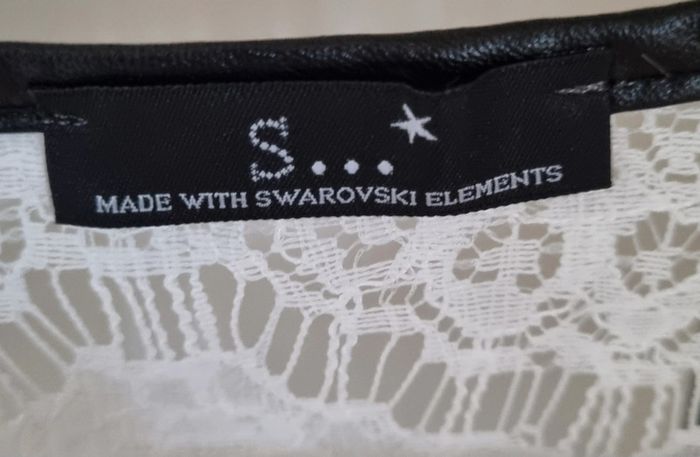 S...*
MADE WITH SWAROVSKI ELEMENTS